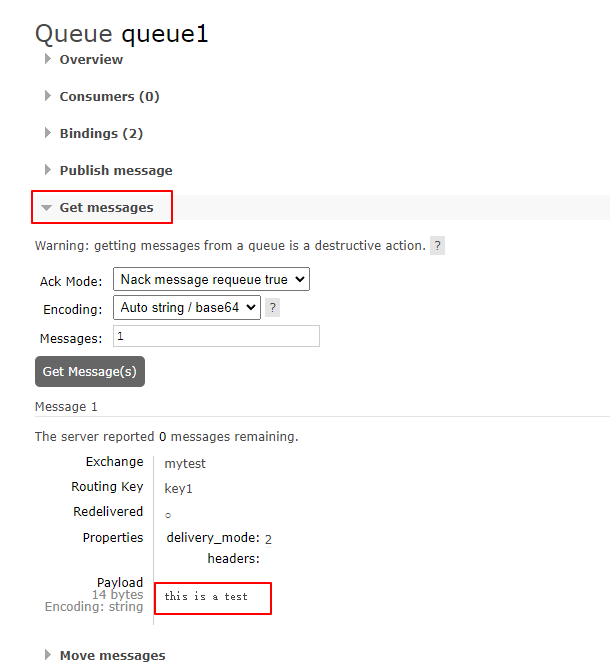 Queue queue1
Overview
Consumers (0)
Bindings (2)
Publish message
Get messages
Warning: getting messages from a queue is a destructive action. ?
Ack Mode: Nack message requeue true
Encoding: Auto string / base64 ?
Messages: 1
Get Message(s)
Message 1
The server reported 0 messages remaining.
Exchange mytest
Routing Key key1
Redelivered ○
Properties delivery_mode: 2
headers:
Payload
14 bytes this is a test
Encoding: string
Move messages